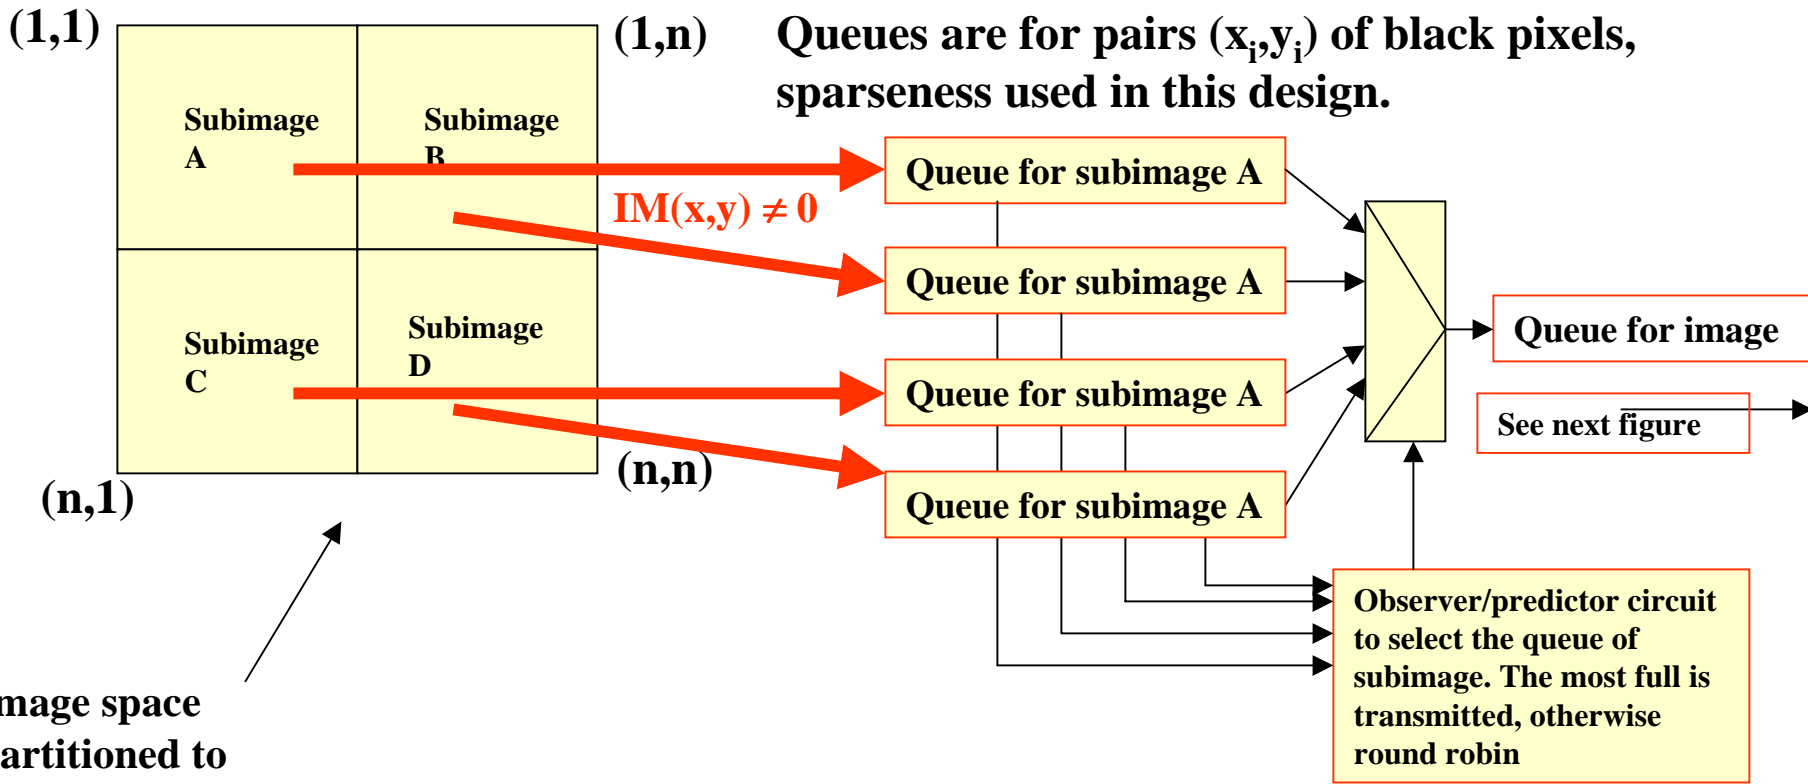 (1,1)
(1,n)
Queues are for pairs (xi,yi) of black pixels,
sparseness used in this design.
Subimage
A
Subimage
B
IM(x,y) ≠ 0
Subimage
C
Subimage
D
(n,1)
(n,n)
Queue for subimage A
Queue for subimage A
Queue for subimage A
Queue for subimage A
Queue for image
See next figure
Observer/predictor circuit
to select the queue of
subimage. The most full is
transmitted, otherwise
round robin
mage space
artitioned to